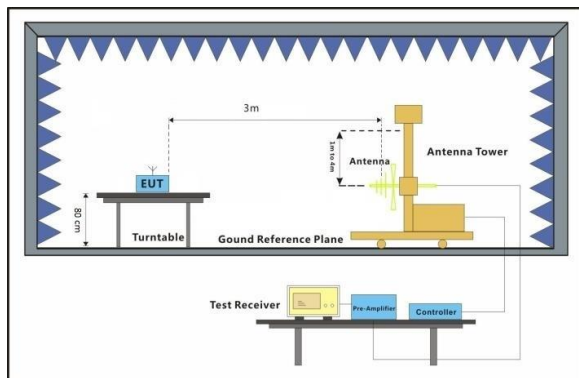 3m
1m to 4m
Antenna
Antenna Tower
EUT
80 cm
Turntable
Gound Reference Plane
Test Receiver
Pre-Amplifier
Controller